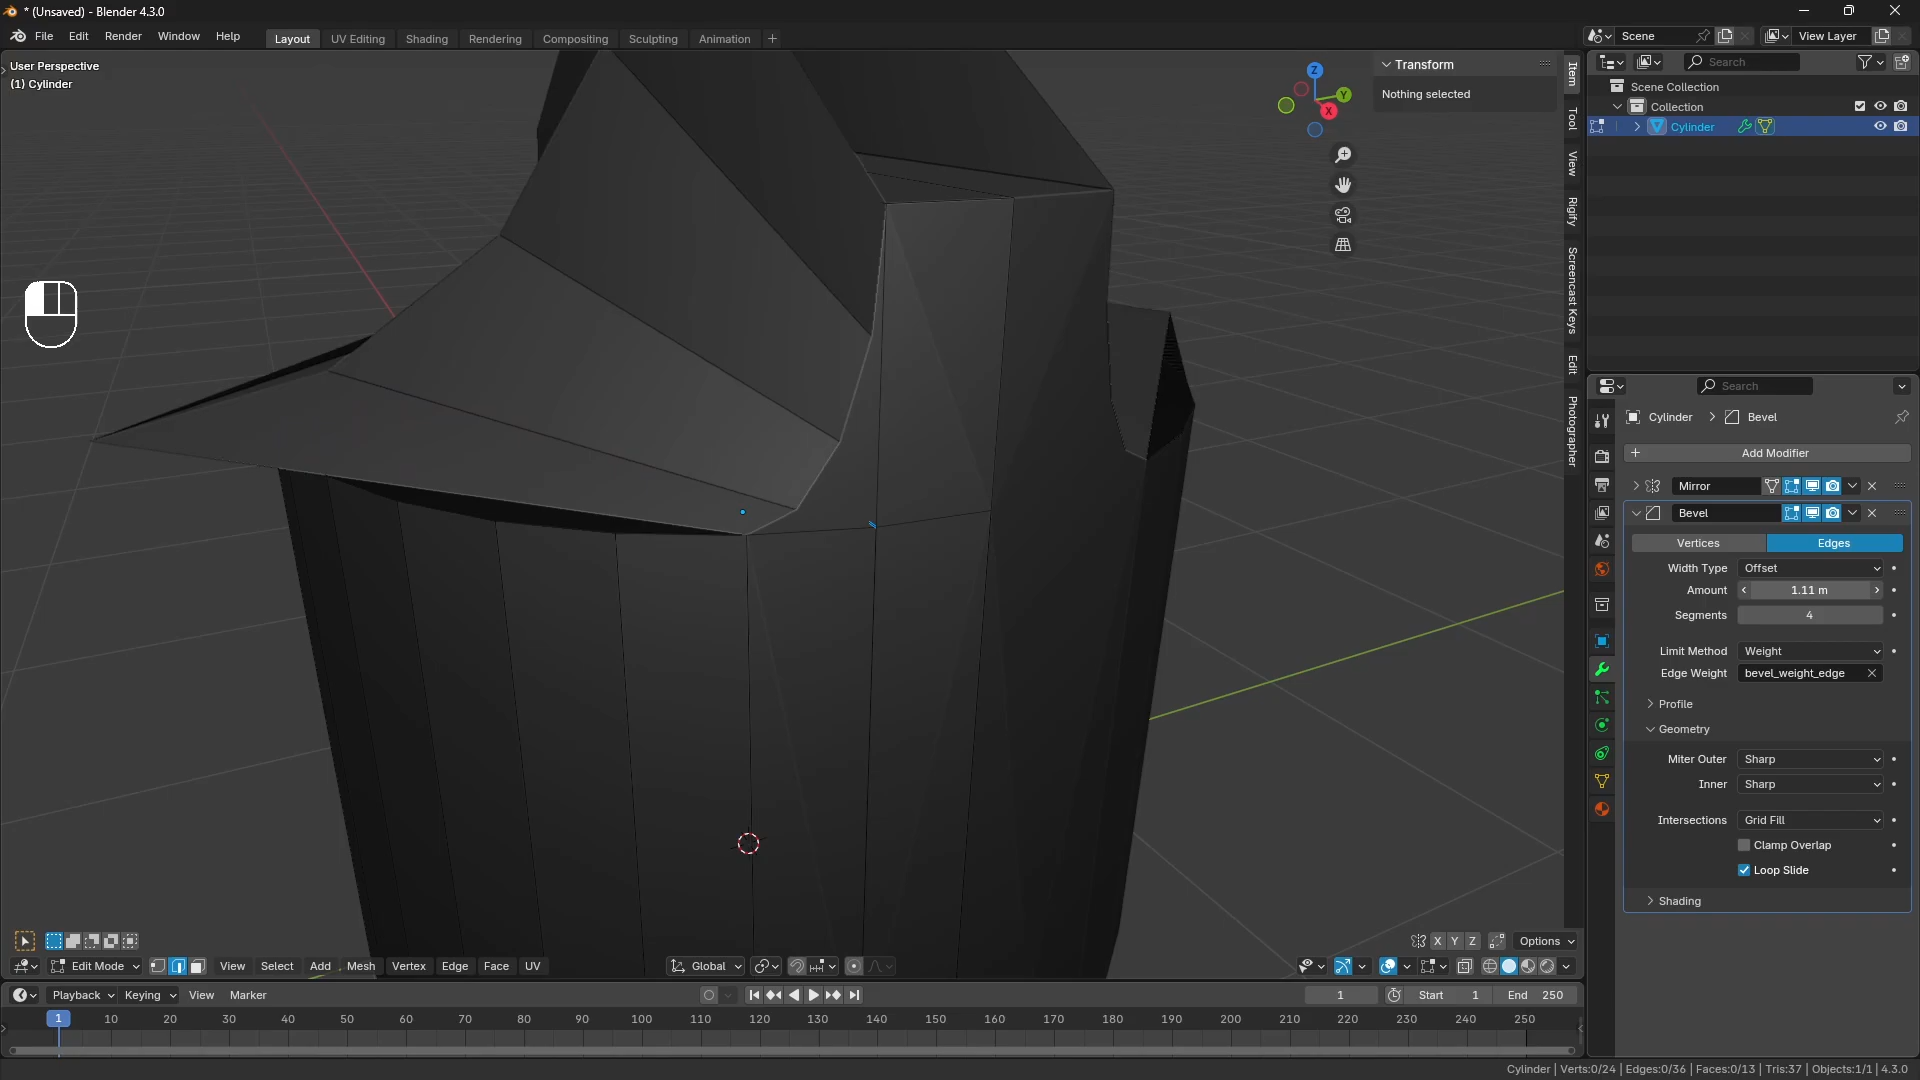 * (Unsaved) - Blender 4.3.0
File Edit Render Window Help
Layout UV Editing Shading Rendering Compositing Sculpting Animation +
Scene
View Layer
User Perspective
(1) Cylinder
Transform
Nothing selected
Z
Y
X
Item
Tool
View
Rigify
Screencast Keys
Edit
Photographer
Search
Scene Collection
Collection
Cylinder
Search
Cylinder > Bevel
+ Add Modifier
Mirror
Bevel
Vertices Edges
Width Type Offset
Amount 1.11 m
Segments 4
Limit Method Weight
Edge Weight bevel_weight_edge
Profile
Geometry
Miter Outer Sharp
Inner Sharp
Intersections Grid Fill
Clamp Overlap
Loop Slide
Shading
X Y Z Options
Edit Mode View Select Add Mesh Vertex Edge Face UV Global
Playback Keying View Marker 1 Start 1 End 250
1 10 20 30 40 50 60 70 80 90 100 110 120 130 140 150 160 170 180 190 200 210 220 230 240 250
Cylinder | Verts:0/24 | Edges:0/36 | Faces:0/13 | Tris:37 | Objects:1/1 | 4.3.0